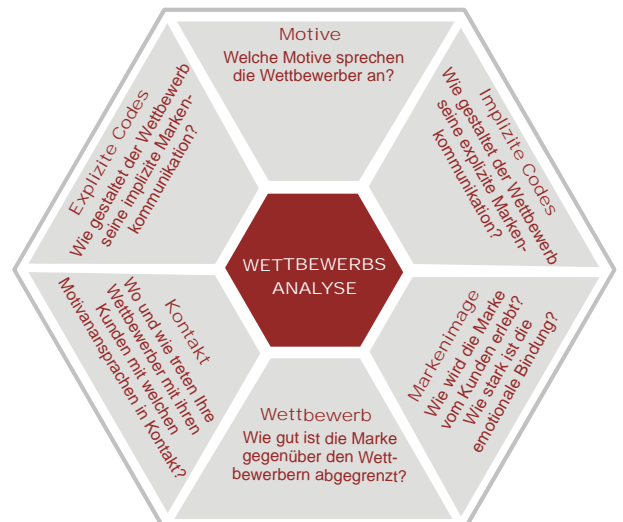 Motive
Welche Motive sprechen
die Wettbewerber an?
Implizite Codes
Wie gestaltet der Wettbewerb
seine explizite Marken-
kommunikation?
Markenimage
Wie wird die Marke
vom Kunden erlebt?
Wie stark ist die
emotionale Bindung?
Wettbewerb
Wie gut ist die Marke
gegenüber den Wett-
bewerbern abgegrenzt?
Kontakt
Wo und wie treten Ihre
Wettbewerber mit ihren
Kunden mit welchen
Motivanansprachen in Kontakt?
Explizite Codes
Wie gestaltet der Wettbewerb
seine implizite Marken-
kommunikation?
WETTBEWERBS
ANALYSE